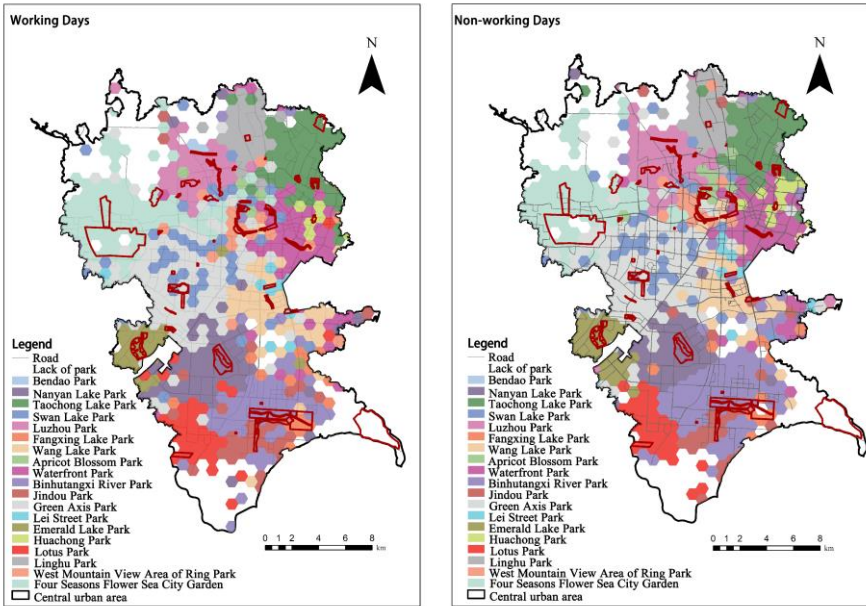 Working Days
N
Legend
Road
Lack of park
Bendao Park
Nanyan Lake Park
Taochong Lake Park
Swan Lake Park
Luzhou Park
Fangxing Lake Park
Wang Lake Park
Apricot Blossom Park
Waterfront Park
Binhutangxi River Park
Jindou Park
Green Axis Park
Lei Street Park
Emerald Lake Park
Huachong Park
Lotus Park
Linghu Park
West Mountain View Area of Ring Park
Four Seasons Flower Sea City Garden
Central urban area
0 1 2 4 6 8
km
Non-working Days
N
Legend
Road
Lack of park
Bendao Park
Nanyan Lake Park
Taochong Lake Park
Swan Lake Park
Luzhou Park
Fangxing Lake Park
Wang Lake Park
Apricot Blossom Park
Waterfront Park
Binhutangxi River Park
Jindou Park
Green Axis Park
Lei Street Park
Emerald Lake Park
Huachong Park
Lotus Park
Linghu Park
West Mountain View Area of Ring Park
Four Seasons Flower Sea City Garden
Central urban area
0 1 2 4 6 8
km